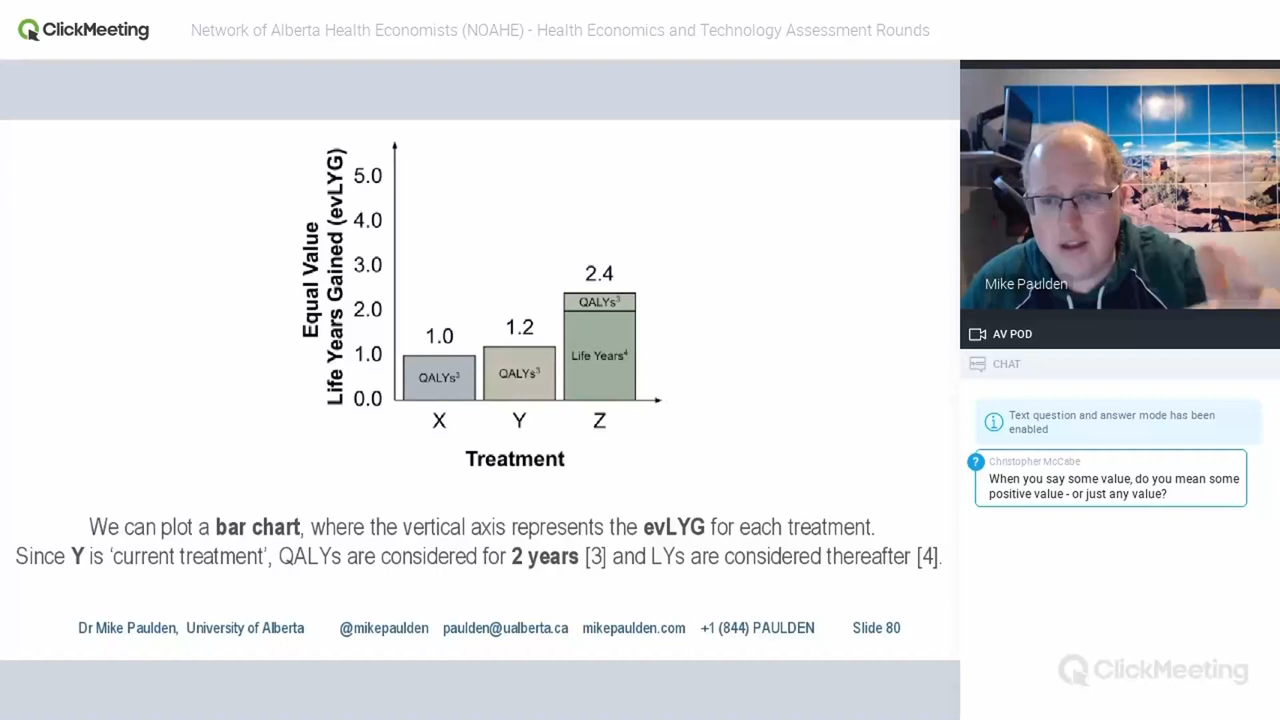 ClickMeeting
Network of Alberta Health Economists (NOAHE) - Health Economics and Technology Assessment Rounds
Equal Value
Life Years Gained (evLYG)
5.0
4.0
3.0
2.0
1.0
0.0
1.0
1.2
2.4
QALYs³
QALYs³
QALYs³
Life Years⁴
X
Y
Z
Treatment
We can plot a bar chart, where the vertical axis represents the evLYG for each treatment.
Since Y is ‘current treatment’, QALYs are considered for 2 years [3] and LYs are considered thereafter [4].
Dr Mike Paulden, University of Alberta @mikepaulden paulden@ualberta.ca mikepaulden.com +1 (844) PAULDEN Slide 80
Mike Paulden
AV POD
CHAT
Text question and answer mode has been
enabled
?
Christopher McCabe
When you say some value, do you mean some
positive value - or just any value?
ClickMeeting